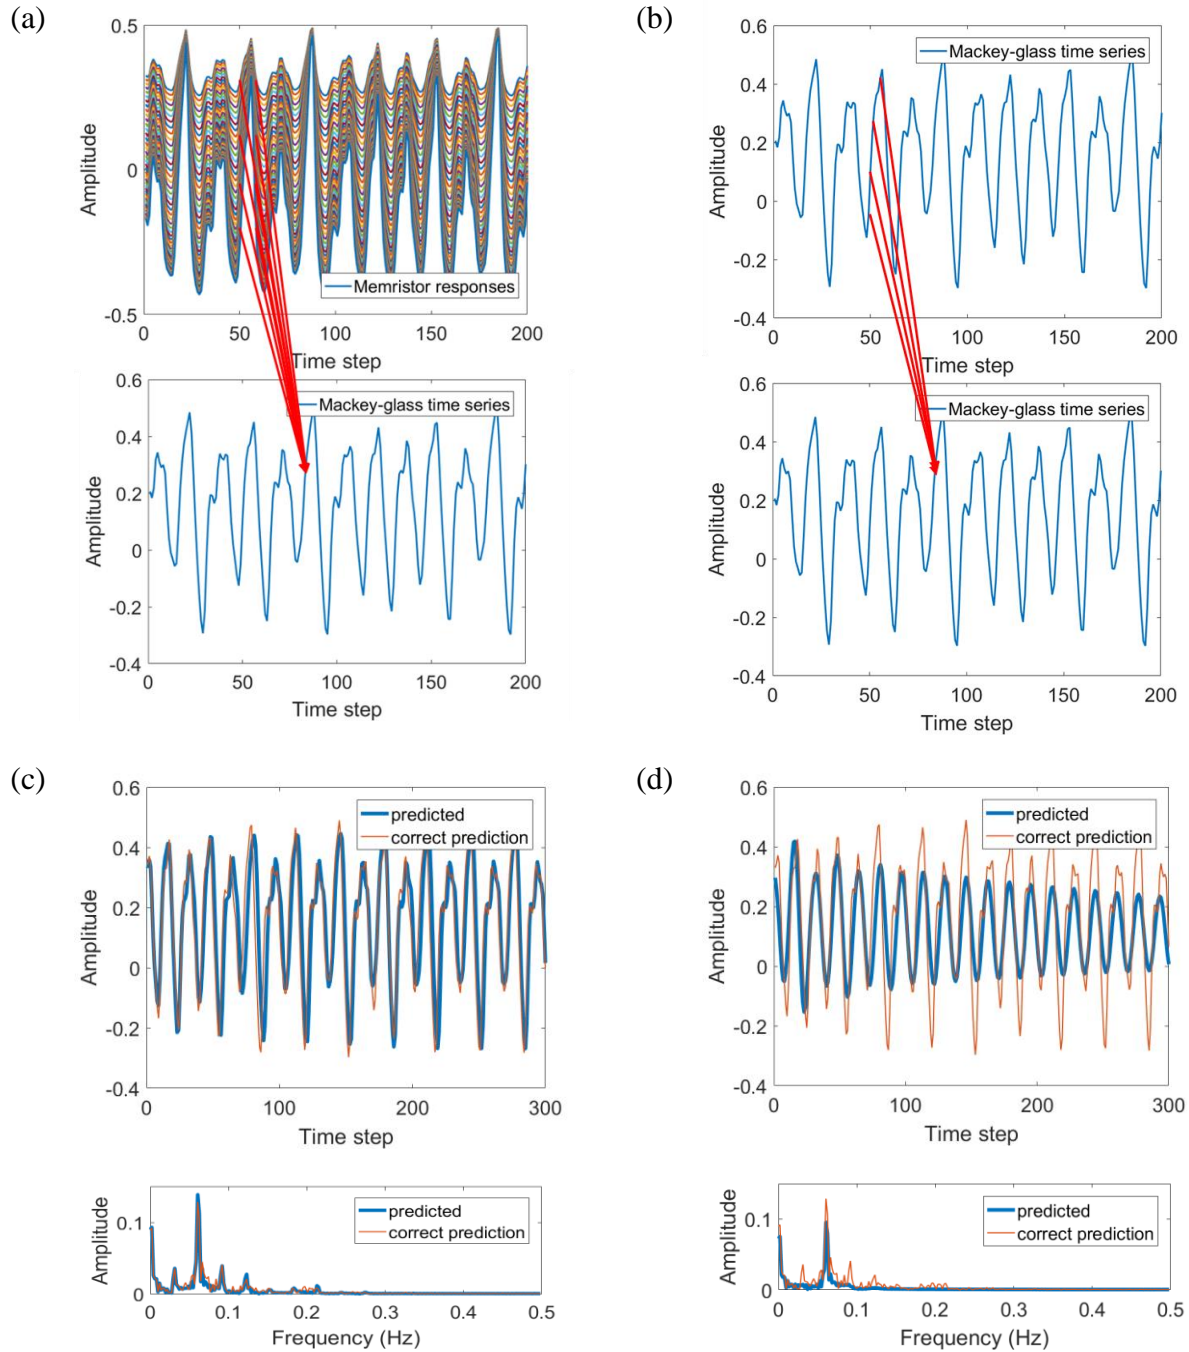 (a)
0.5
0
-0.5
Amplitude
Memristor responses
0 50 100 150 200
Time step
0.6
0.4
0.2
0
-0.2
-0.4
Amplitude
Mackey-glass time series
0 50 100 150 200
Time step
(b)
0.6
0.4
0.2
0
-0.2
-0.4
Amplitude
Mackey-glass time series
0 50 100 150 200
Time step
0.6
0.4
0.2
0
-0.2
-0.4
Amplitude
Mackey-glass time series
0 50 100 150 200
Time step
(c)
0.6
0.4
0.2
0
-0.2
-0.4
Amplitude
predicted
correct prediction
0 100 200 300
Time step
0.1
0
Amplitude
predicted
correct prediction
0 0.1 0.2 0.3 0.4 0.5
Frequency (Hz)
(d)
0.6
0.4
0.2
0
-0.2
-0.4
Amplitude
predicted
correct prediction
0 100 200 300
Time step
0.1
0
Amplitude
predicted
correct prediction
0 0.1 0.2 0.3 0.4 0.5
Frequency (Hz)